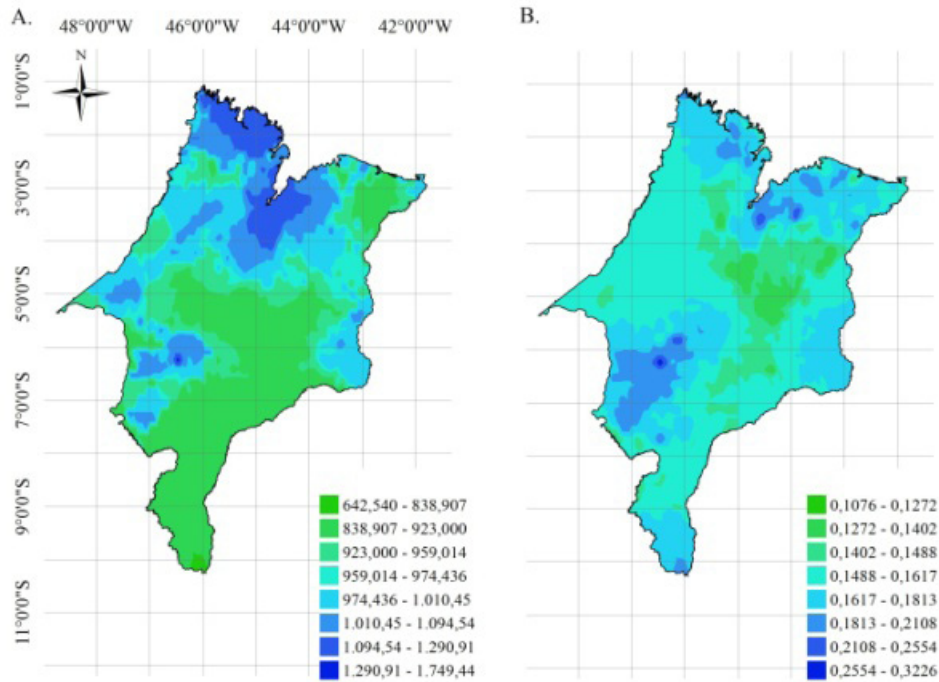 A.
48°0'0"W 46°0'0"W 44°0'0"W 42°0'0"W
N
1°0'0"S
3°0'0"S
5°0'0"S
7°0'0"S
9°0'0"S
11°0'0"S
642,540 - 838,907
838,907 - 923,000
923,000 - 959,014
959,014 - 974,436
974,436 - 1.010,45
1.010,45 - 1.094,54
1.094,54 - 1.290,91
1.290,91 - 1.749,44
B.
0,1076 - 0,1272
0,1272 - 0,1402
0,1402 - 0,1488
0,1488 - 0,1617
0,1617 - 0,1813
0,1813 - 0,2108
0,2108 - 0,2554
0,2554 - 0,3226